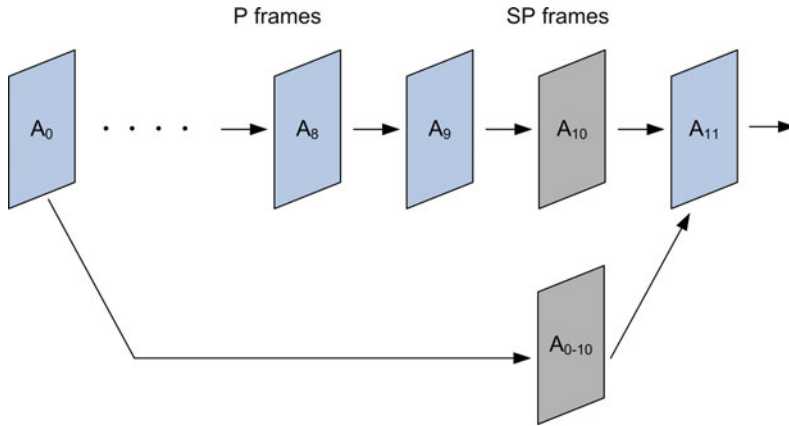 P frames SP frames
A₀ . . . . A₈ A₉ A₁₀ A₁₁
A₀₋₁₀